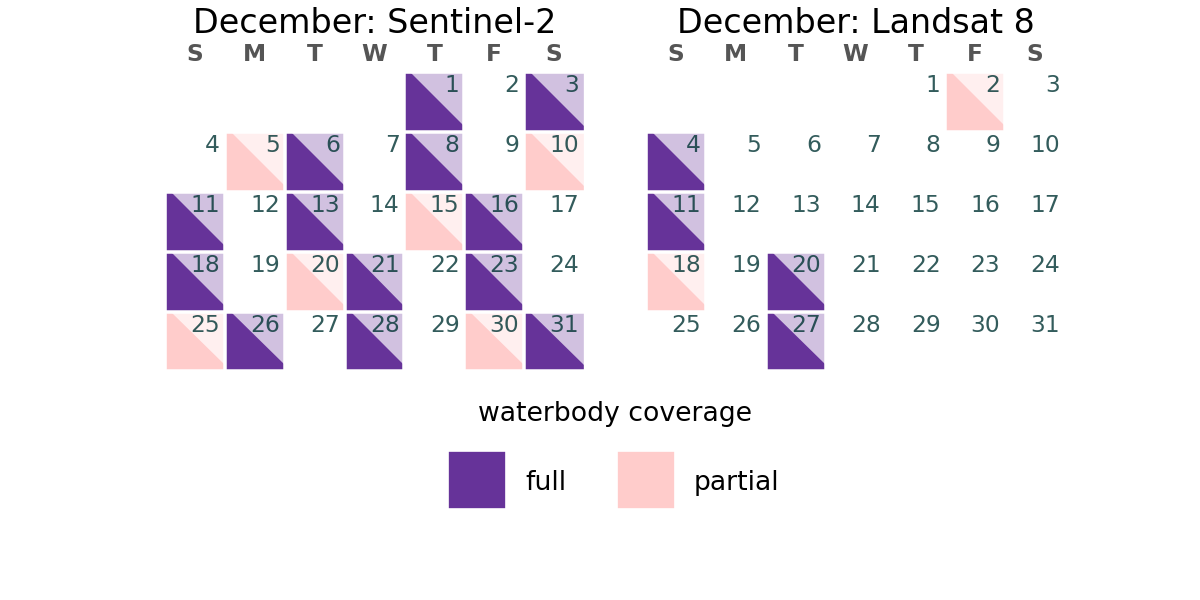 December: Sentinel-2
S M T W T F S
1 2 3
4 5 6 7 8 9 10
11 12 13 14 15 16 17
18 19 20 21 22 23 24
25 26 27 28 29 30 31
December: Landsat 8
S M T W T F S
1 2 3
4 5 6 7 8 9 10
11 12 13 14 15 16 17
18 19 20 21 22 23 24
25 26 27 28 29 30 31
waterbody coverage
full
partial